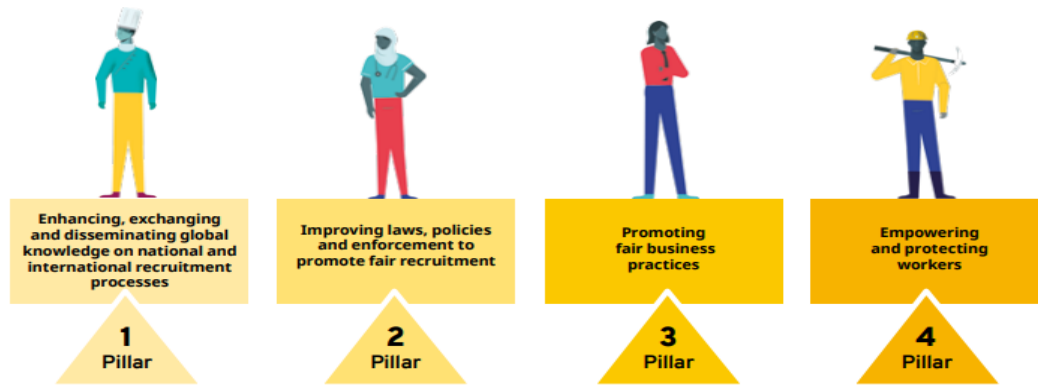 Enhancing, exchanging
and disseminating global
knowledge on national and
international recruitment
processes
Improving laws, policies
and enforcement to
promote fair recruitment
Promoting
fair business
practices
Empowering
and protecting
workers
1
Pillar
2
Pillar
3
Pillar
4
Pillar